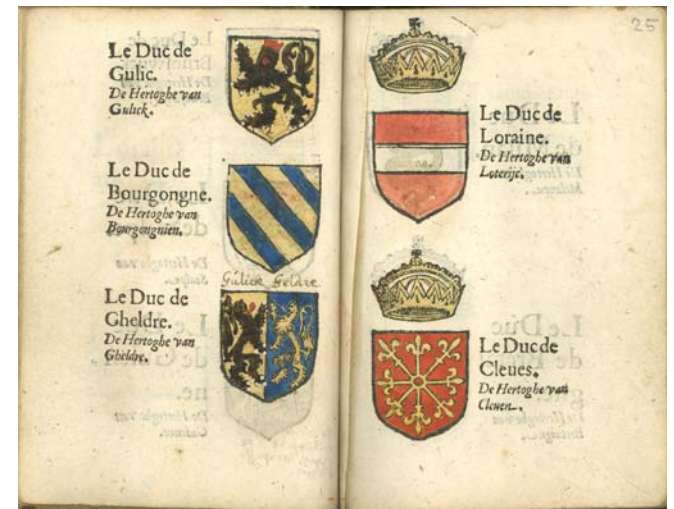 Le Duc de
Gulic.
De Hertoghe van
Gulick.
Le Duc de
Bourgongne.
De Hertoghe van
Bourgongnien.
Gulick Geldre
Le Duc de
Gheldre.
De Hertoghe van
Gheldre.
25
Le Duc de
Loraine.
De Hertoghe van
Loterije.
Le Duc de
Cleues.
De Hertoghe van
Cleuen.